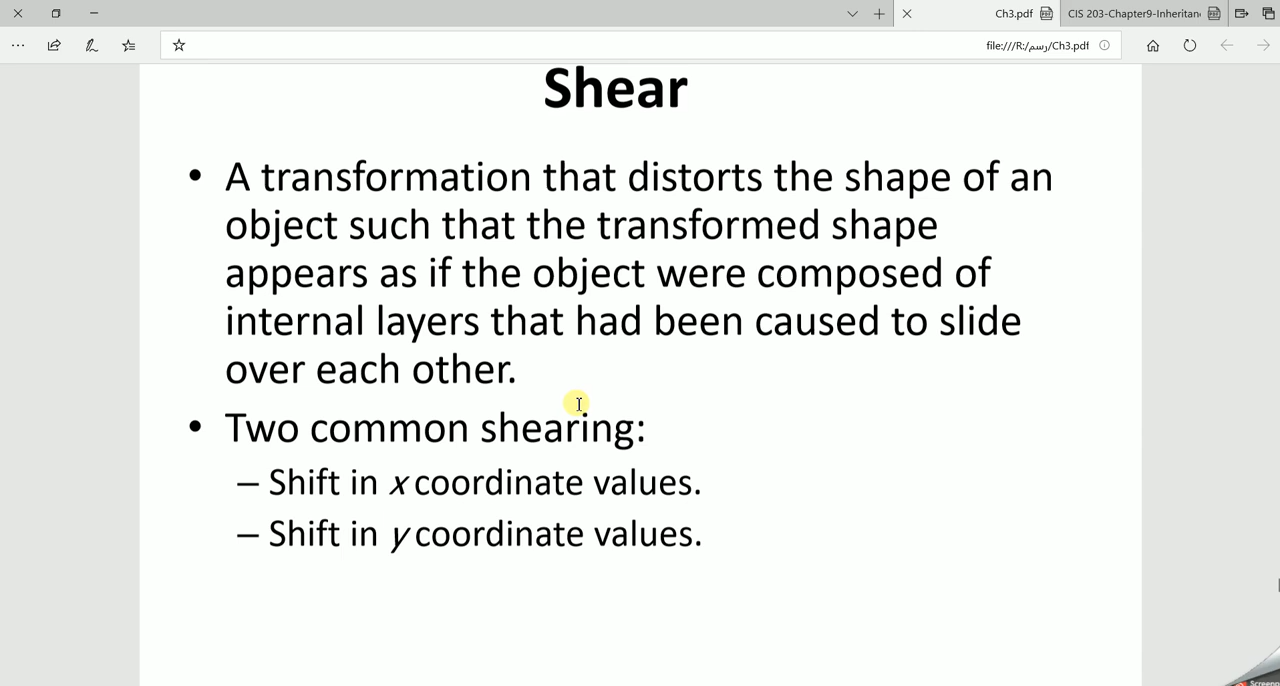 Ch3.pdf
CIS 203-Chapter9-Inheritan
file:///R:/رسم/Ch3.pdf
Shear
• A transformation that distorts the shape of an
object such that the transformed shape
appears as if the object were composed of
internal layers that had been caused to slide
over each other.
• Two common shearing:
– Shift in x coordinate values.
– Shift in y coordinate values.